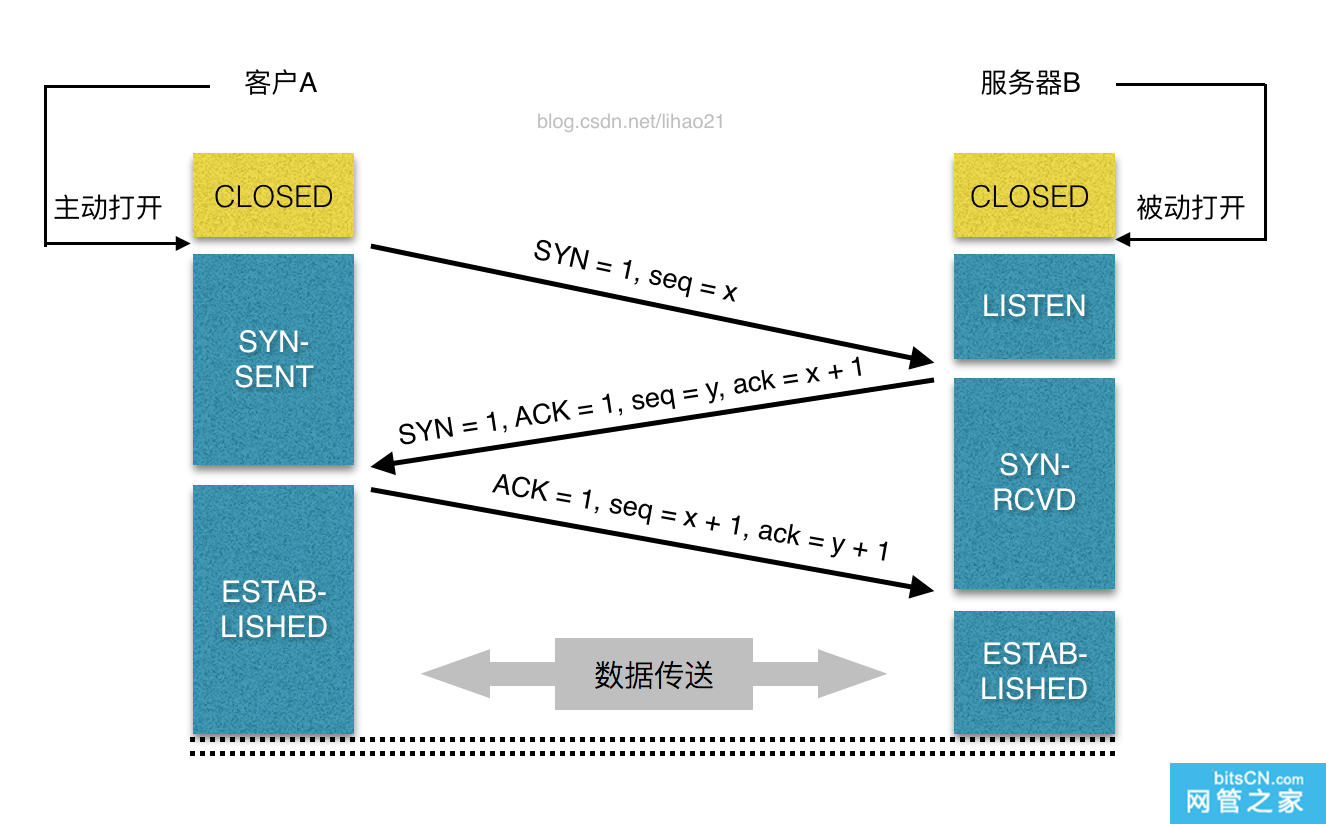 客户A
服务器B
blog.csdn.net/lihao21
CLOSED
CLOSED
主动打开
被动打开
SYN = 1, seq = x
LISTEN
SYN-
SENT
SYN = 1, ACK = 1, seq = y, ack = x + 1
SYN-
RCVD
ACK = 1, seq = x + 1, ack = y + 1
ESTAB-
LISHED
数据传送
ESTAB-
LISHED
bitsCN.com
网管之家